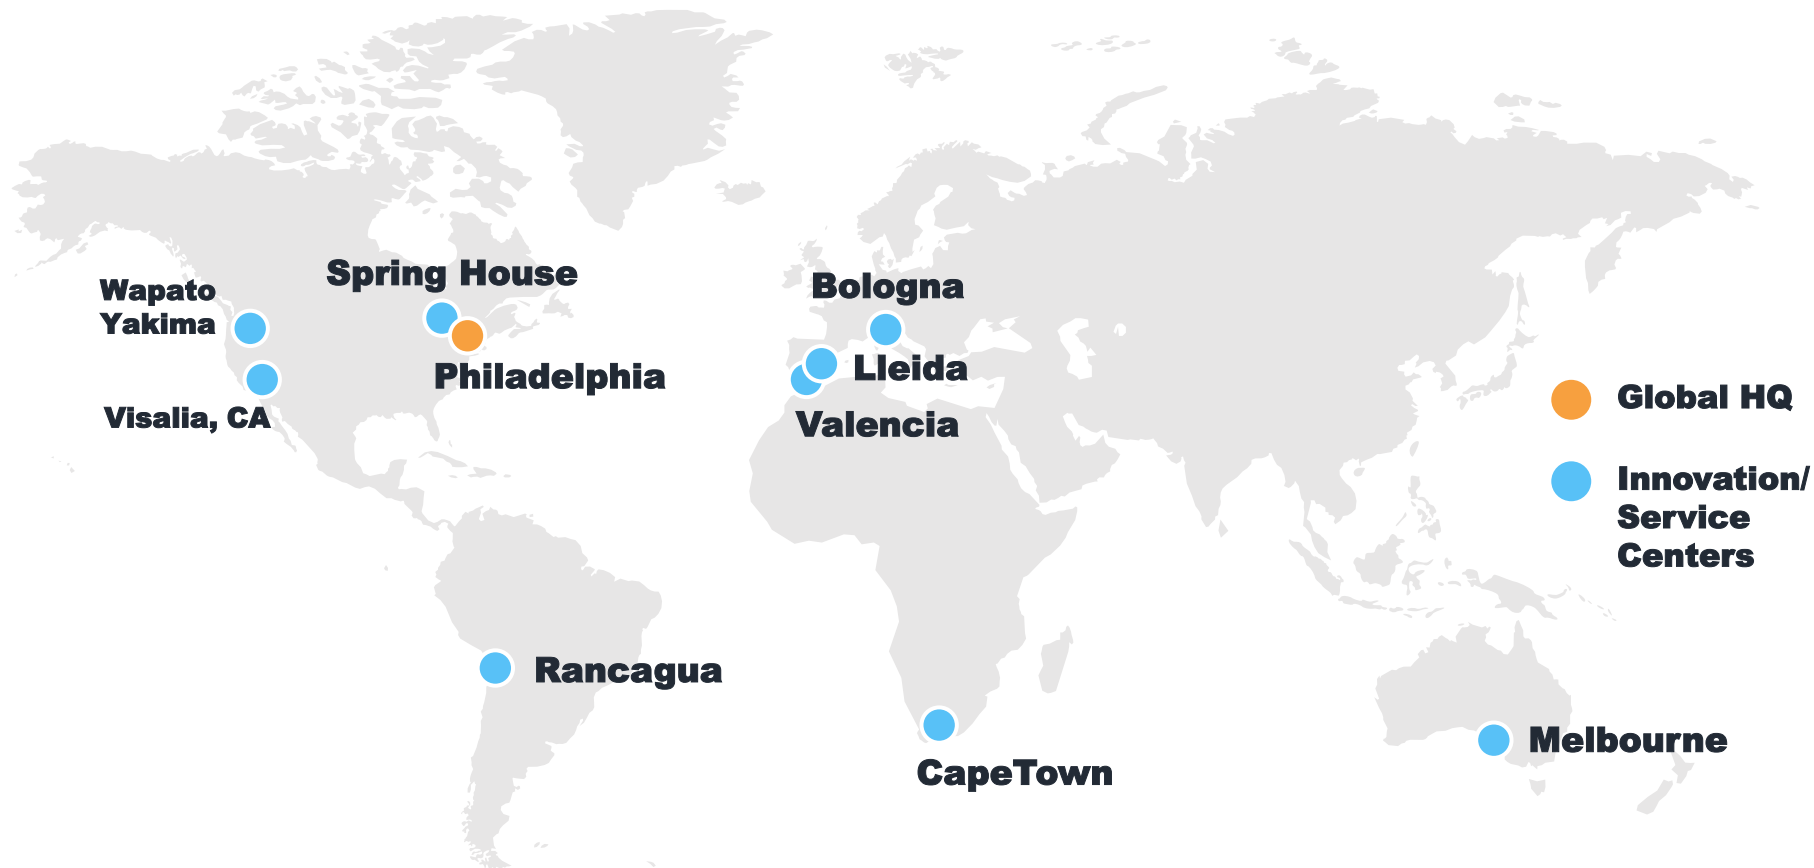 Spring House
Wapato
Yakima
Bologna
Philadelphia
Lleida
Visalia, CA
Valencia
Global HQ
Innovation/
Service
Centers
Rancagua
Melbourne
CapeTown